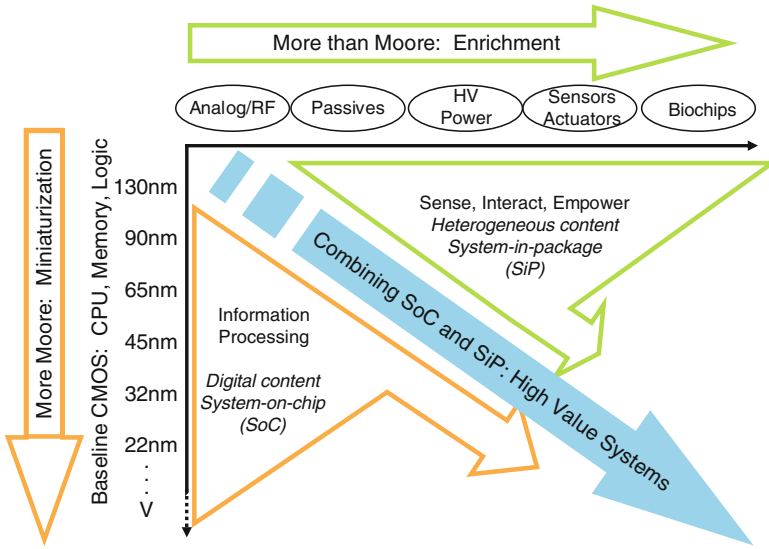 More than Moore: Enrichment
Analog/RF
Passives
HV
Power
Sensors
Actuators
Biochips
More Moore: Miniaturization
Baseline CMOS: CPU, Memory, Logic
130nm
90nm
65nm
45nm
32nm
22nm
.
.
.
V
Sense, Interact, Empower
Heterogeneous content
System-in-package
(SiP)
Combining SoC and SiP: High Value Systems
Information
Processing
Digital content
System-on-chip
(SoC)